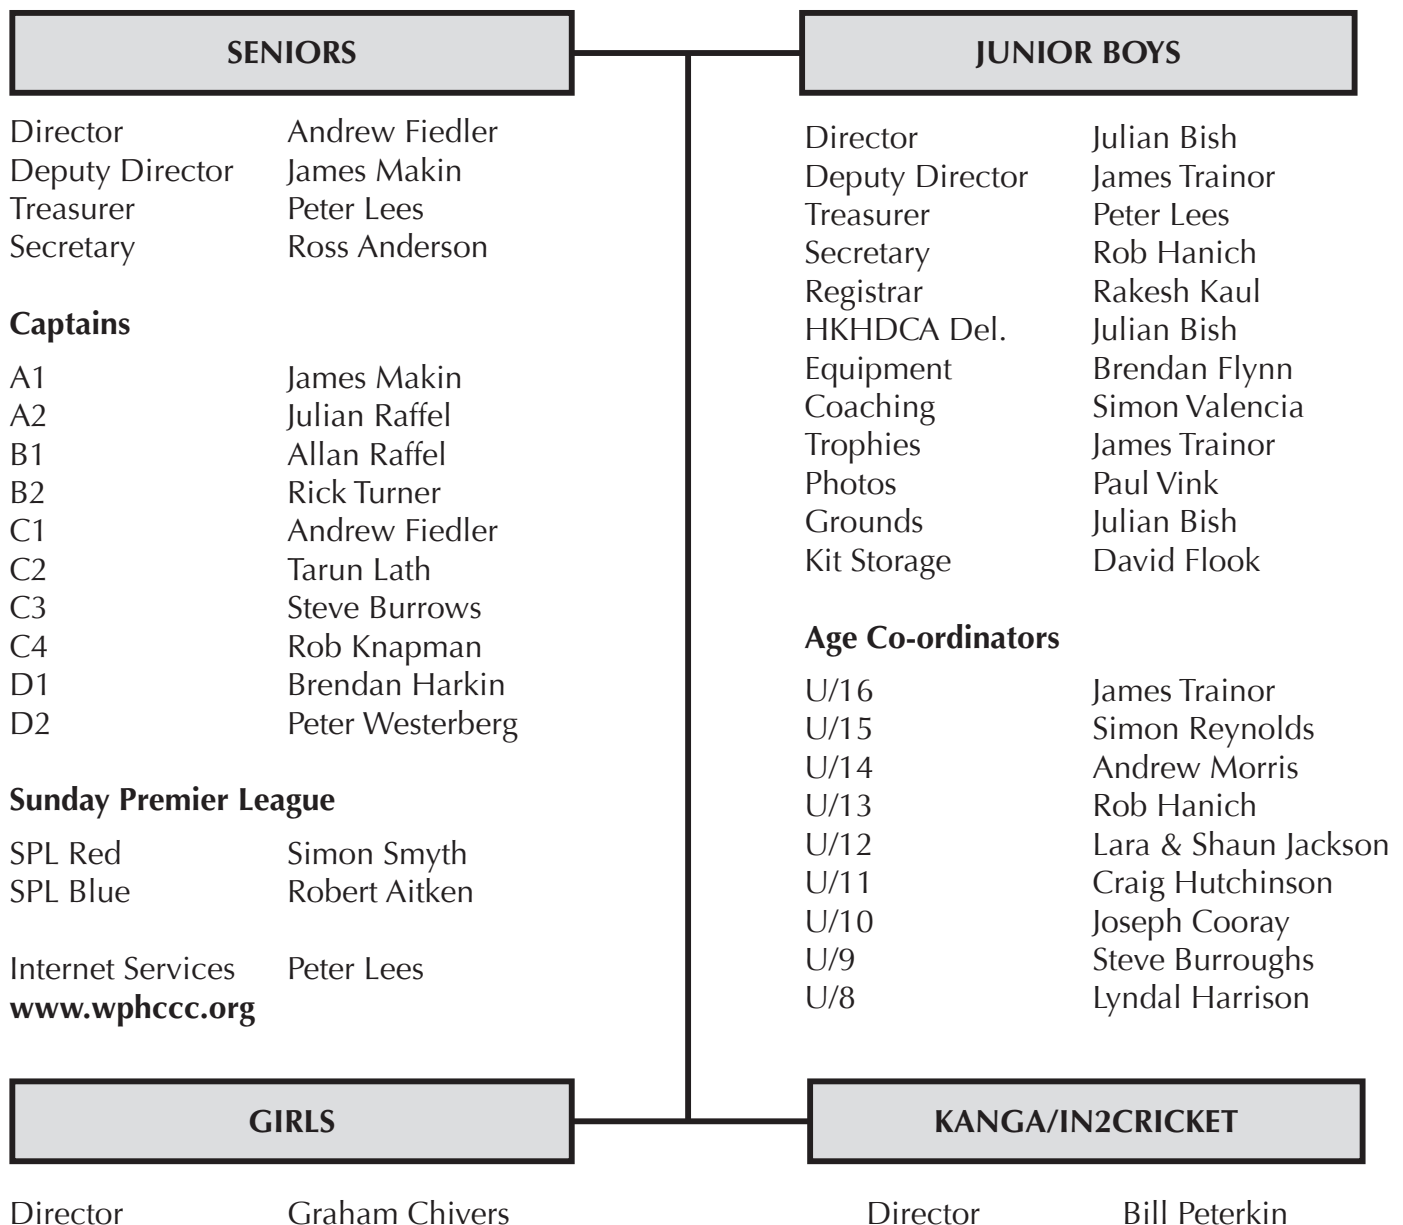 SENIORS
Director Andrew Fiedler
Deputy Director James Makin
Treasurer Peter Lees
Secretary Ross Anderson
Captains
A1 James Makin
A2 Julian Raffel
B1 Allan Raffel
B2 Rick Turner
C1 Andrew Fiedler
C2 Tarun Lath
C3 Steve Burrows
C4 Rob Knapman
D1 Brendan Harkin
D2 Peter Westerberg
Sunday Premier League
SPL Red Simon Smyth
SPL Blue Robert Aitken
Internet Services Peter Lees
www.wphccc.org
JUNIOR BOYS
Director Julian Bish
Deputy Director James Trainor
Treasurer Peter Lees
Secretary Rob Hanich
Registrar Rakesh Kaul
HKHDCA Del. Julian Bish
Equipment Brendan Flynn
Coaching Simon Valencia
Trophies James Trainor
Photos Paul Vink
Grounds Julian Bish
Kit Storage David Flook
Age Co-ordinators
U/16 James Trainor
U/15 Simon Reynolds
U/14 Andrew Morris
U/13 Rob Hanich
U/12 Lara & Shaun Jackson
U/11 Craig Hutchinson
U/10 Joseph Cooray
U/9 Steve Burroughs
U/8 Lyndal Harrison
GIRLS
Director Graham Chivers
KANGA/IN2CRICKET
Director Bill Peterkin